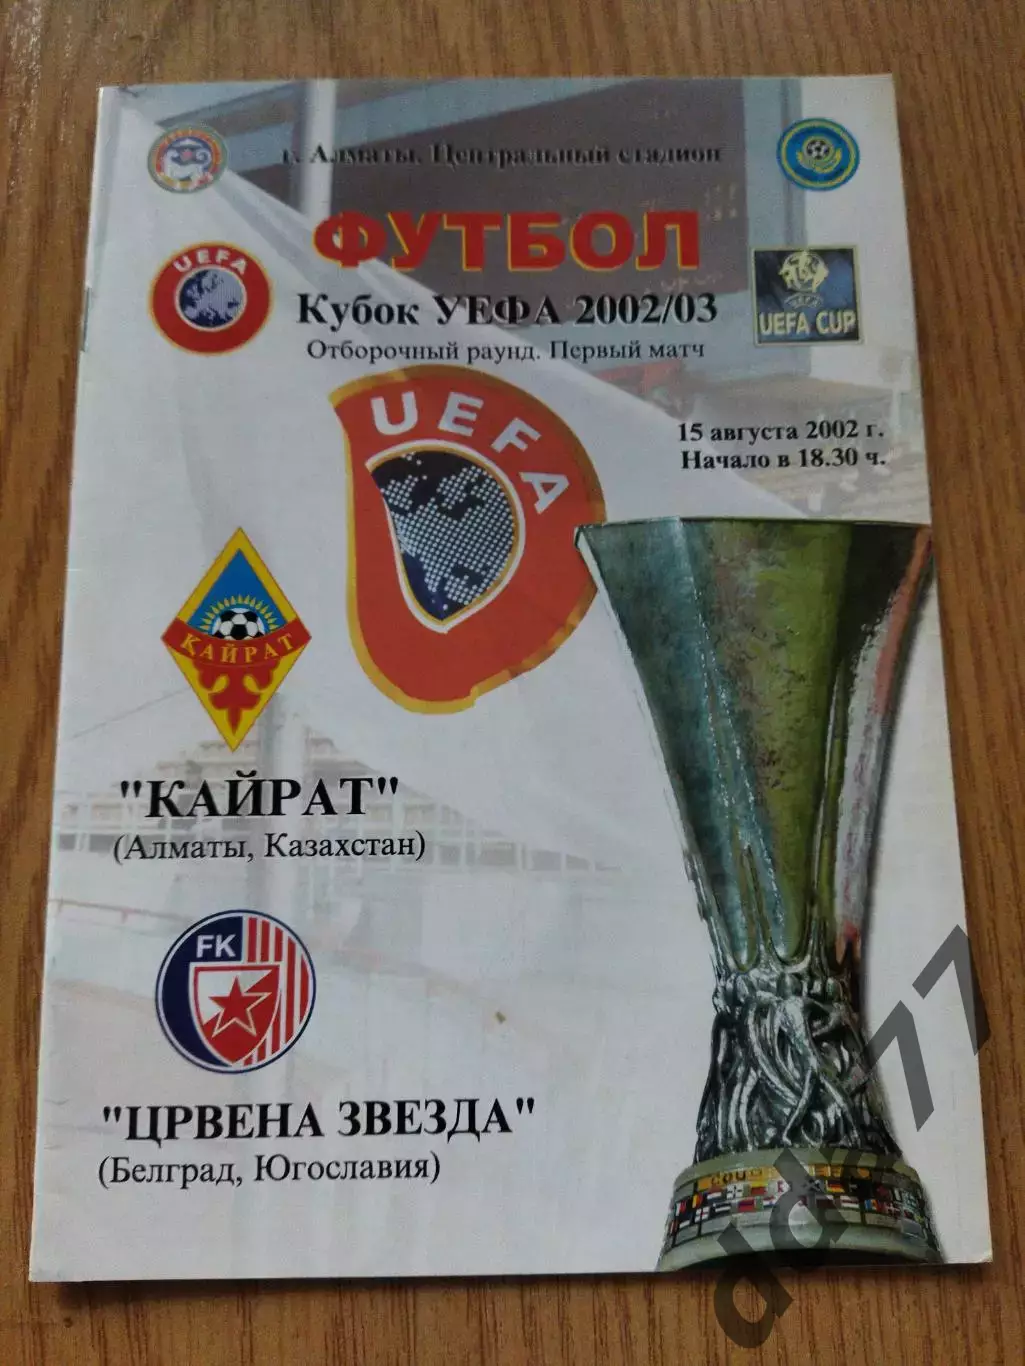 г. Алматы. Центральный стадион
ФУТБОЛ
UEFA
Кубок УЕФА 2002/03
UEFA CUP
Отборочный раунд. Первый матч
UEFA
15 августа 2002 г.
Начало в 18.30 ч.
КАЙРАТ
"КАЙРАТ"
(Алматы, Казахстан)
FK
"ЦРВЕНА ЗВЕЗДА"
(Белград, Югославия)